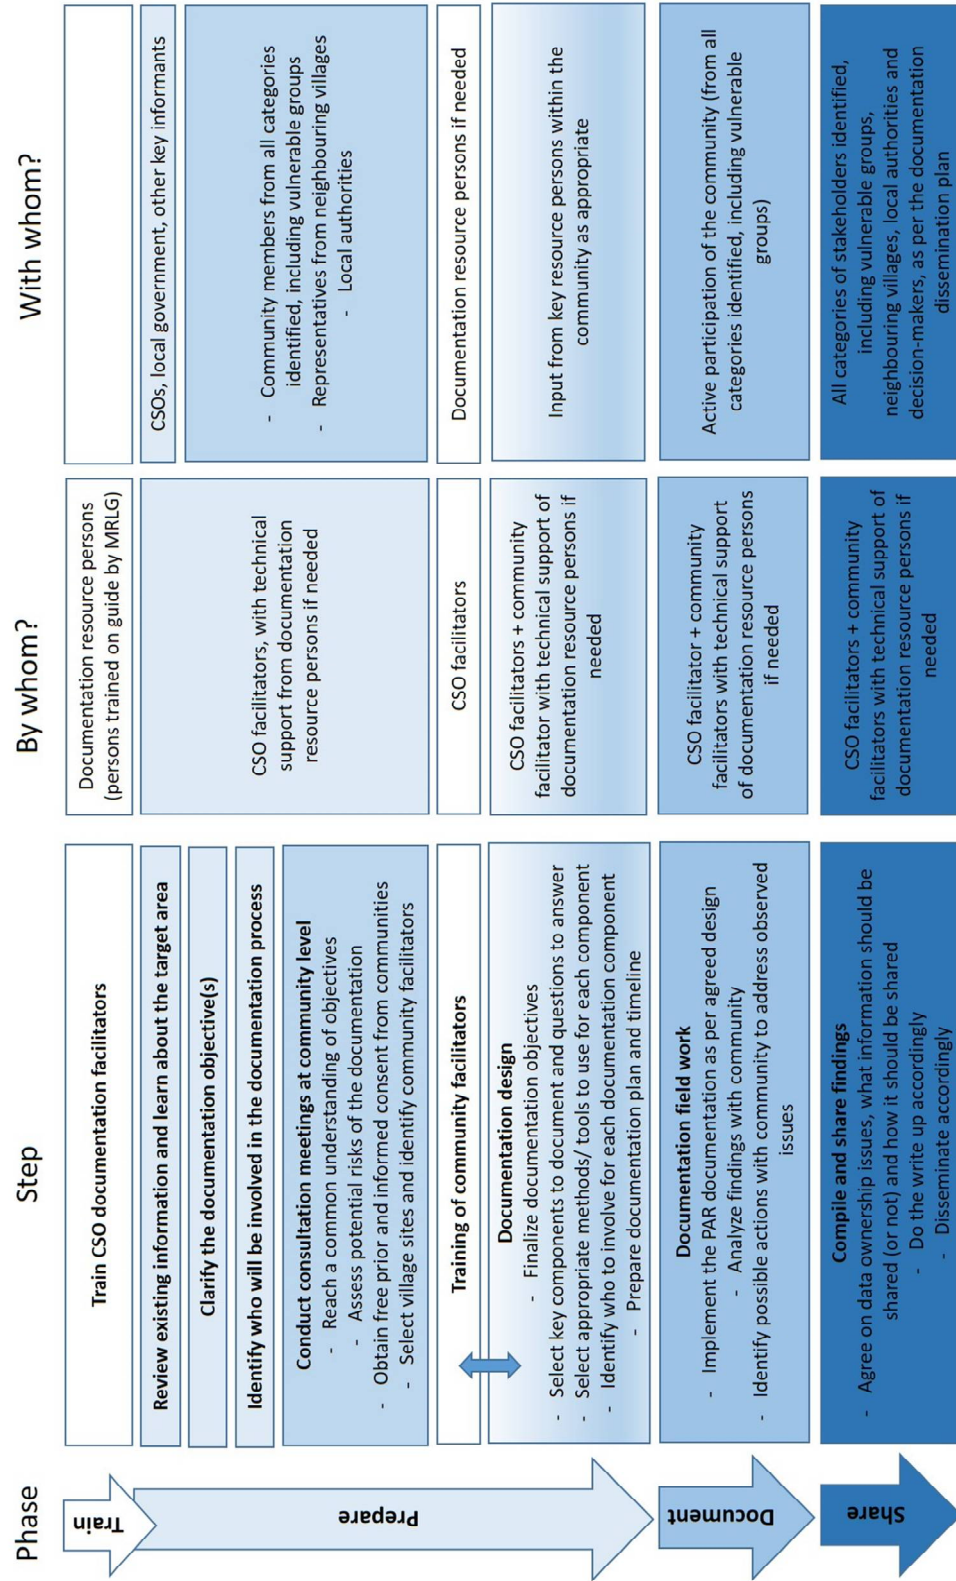 Phase
Step
By whom?
With whom?
Train
Train CSO documentation facilitators
Documentation resource persons
(persons trained on guide by MRLG)
Prepare
Review existing information and learn about the target area
Clarify the documentation objective(s)
Identify who will be involved in the documentation process
CSO facilitators, with technical
support from documentation
resource persons if needed
CSOs, local government, other key informants
Conduct consultation meetings at community level
- Reach a common understanding of objectives
- Assess potential risks of the documentation
- Obtain free prior and informed consent from communities
- Select village sites and identify community facilitators
- Community members from all categories
identified, including vulnerable groups
- Representatives from neighbouring villages
- Local authorities
Training of community facilitators
CSO facilitators
Documentation resource persons if needed
Documentation design
- Finalize documentation objectives
- Select key components to document and questions to answer
- Select appropriate methods/ tools to use for each component
- Identify who to involve for each documentation component
- Prepare documentation plan and timeline
CSO facilitators + community
facilitator with technical support of
documentation resource persons if
needed
Input from key resource persons within the
community as appropriate
Document
Documentation field work
- Implement the PAR documentation as per agreed design
- Analyze findings with community
- Identify possible actions with community to address observed
issues
CSO facilitator + community
facilitators with technical support
of documentation resource persons
if needed
Active participation of the community (from all
categories identified, including vulnerable
groups)
Share
Compile and share findings
- Agree on data ownership issues, what information should be
shared (or not) and how it should be shared
- Do the write up accordingly
- Disseminate accordingly
CSO facilitators + community
facilitators with technical support of
documentation resource persons if
needed
All categories of stakeholders identified,
including vulnerable groups,
neighbouring villages, local authorities and
decision-makers, as per the documentation
dissemination plan